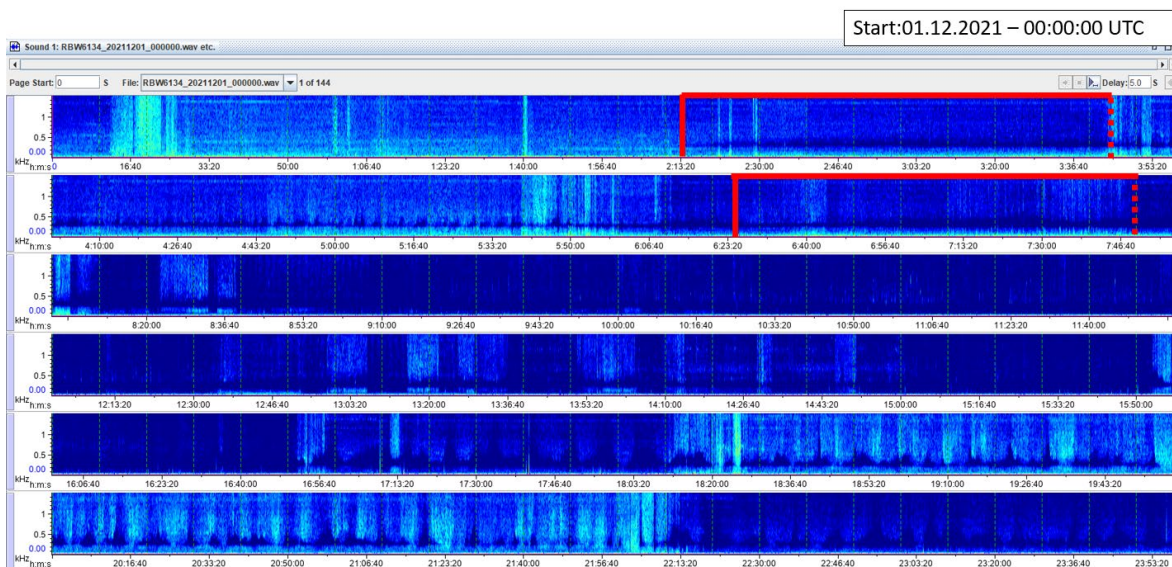 Start:01.12.2021 – 00:00:00 UTC
Sound 1: RBW6134_20211201_000000.wav etc.
Page Start: 0 S File: RBW6134_20211201_000000.wav 1 of 144 Delay: 5.0 S
1
0.5
0.00
kHz
h:m:s 0 16:40 33:20 50:00 1:06:40 1:23:20 1:40:00 1:56:40 2:13:20 2:30:00 2:46:40 3:03:20 3:20:00 3:36:40 3:53:20
1
0.5
0.00
kHz
h:m:s 4:10:00 4:26:40 4:43:20 5:00:00 5:16:40 5:33:20 5:50:00 6:06:40 6:23:20 6:40:00 6:56:40 7:13:20 7:30:00 7:46:40
1
0.5
0.00
kHz
h:m:s 8:20:00 8:36:40 8:53:20 9:10:00 9:26:40 9:43:20 10:00:00 10:16:40 10:33:20 10:50:00 11:06:40 11:23:20 11:40:00
1
0.5
0.00
kHz
h:m:s 12:13:20 12:30:00 12:46:40 13:03:20 13:20:00 13:36:40 13:53:20 14:10:00 14:26:40 14:43:20 15:00:00 15:16:40 15:33:20 15:50:00
1
0.5
0.00
kHz
h:m:s 16:06:40 16:23:20 16:40:00 16:56:40 17:13:20 17:30:00 17:46:40 18:03:20 18:20:00 18:36:40 18:53:20 19:10:00 19:26:40 19:43:20
1
0.5
0.00
kHz
h:m:s 20:16:40 20:33:20 20:50:00 21:06:40 21:23:20 21:40:00 21:56:40 22:13:20 22:30:00 22:46:40 23:03:20 23:20:00 23:36:40 23:53:20